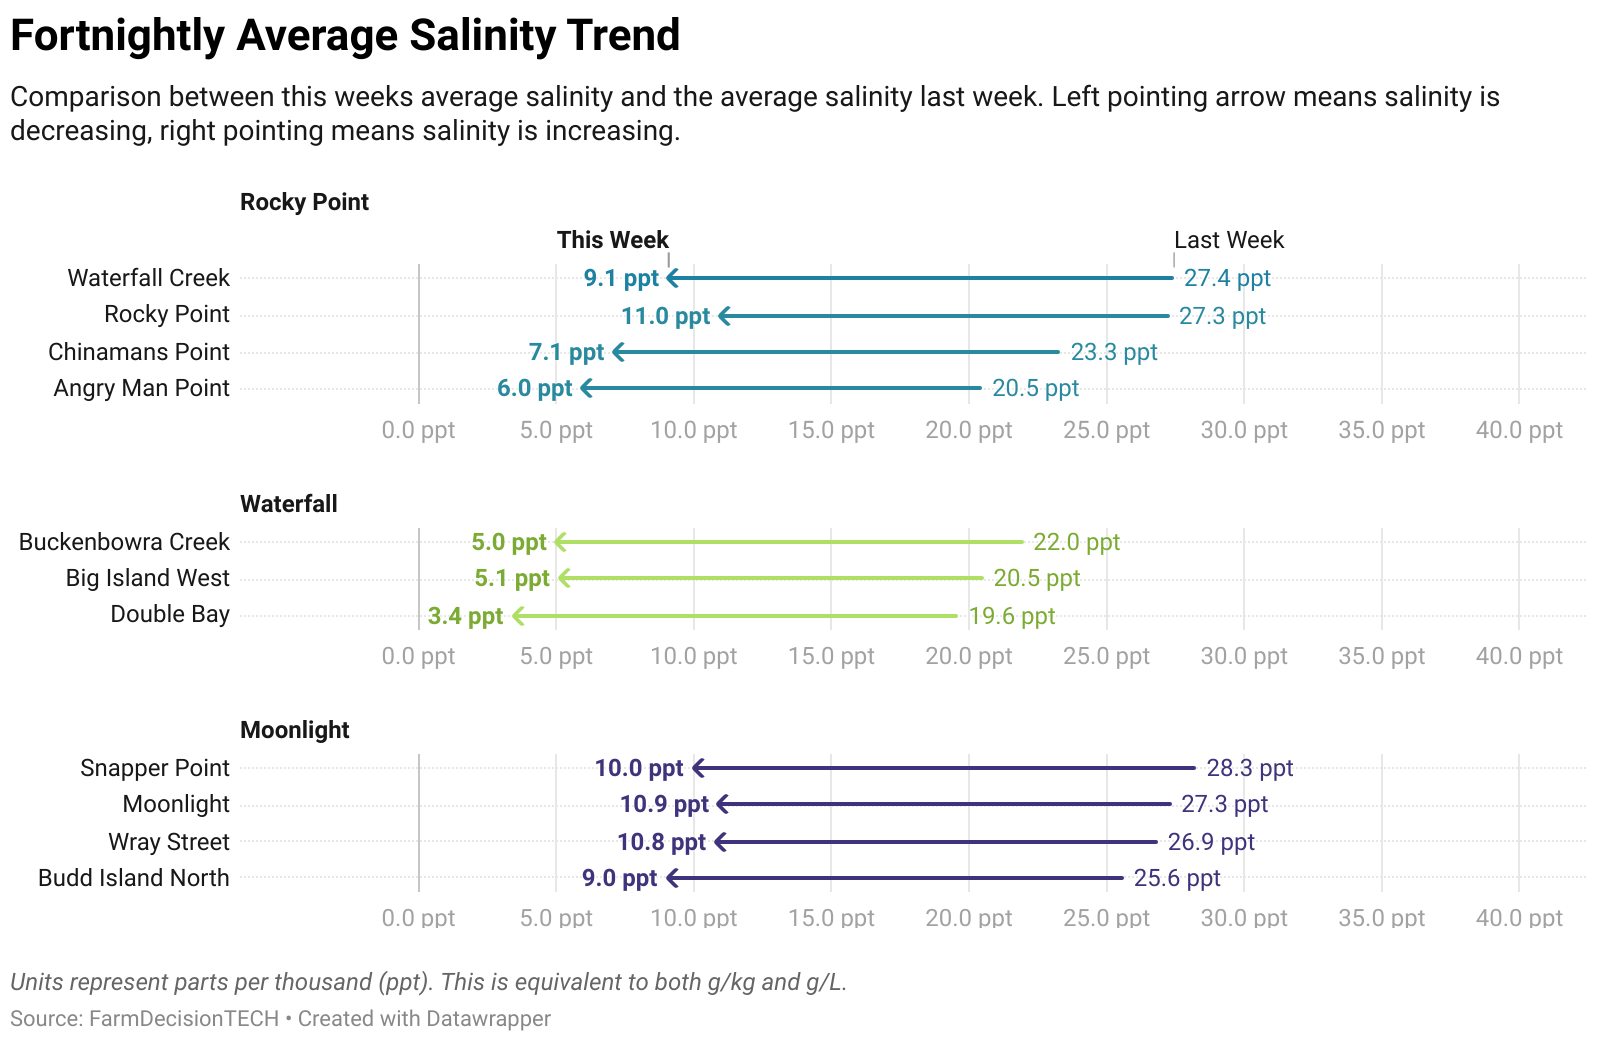 Fortnightly Average Salinity Trend
Comparison between this weeks average salinity and the average salinity last week. Left pointing arrow means salinity is
decreasing, right pointing means salinity is increasing.
Rocky Point
This Week Last Week
Waterfall Creek 9.1 ppt 27.4 ppt
Rocky Point 11.0 ppt 27.3 ppt
Chinamans Point 7.1 ppt 23.3 ppt
Angry Man Point 6.0 ppt 20.5 ppt
0.0 ppt 5.0 ppt 10.0 ppt 15.0 ppt 20.0 ppt 25.0 ppt 30.0 ppt 35.0 ppt 40.0 ppt
Waterfall
Buckenbowra Creek 5.0 ppt 22.0 ppt
Big Island West 5.1 ppt 20.5 ppt
Double Bay 3.4 ppt 19.6 ppt
0.0 ppt 5.0 ppt 10.0 ppt 15.0 ppt 20.0 ppt 25.0 ppt 30.0 ppt 35.0 ppt 40.0 ppt
Moonlight
Snapper Point 10.0 ppt 28.3 ppt
Moonlight 10.9 ppt 27.3 ppt
Wray Street 10.8 ppt 26.9 ppt
Budd Island North 9.0 ppt 25.6 ppt
0.0 ppt 5.0 ppt 10.0 ppt 15.0 ppt 20.0 ppt 25.0 ppt 30.0 ppt 35.0 ppt 40.0 ppt
Units represent parts per thousand (ppt). This is equivalent to both g/kg and g/L.
Source: FarmDecisionTECH • Created with Datawrapper